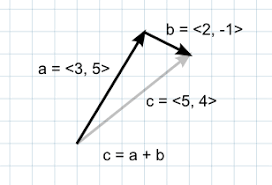 b = <2, -1>
a = <3, 5>
c = <5, 4>
c = a + b